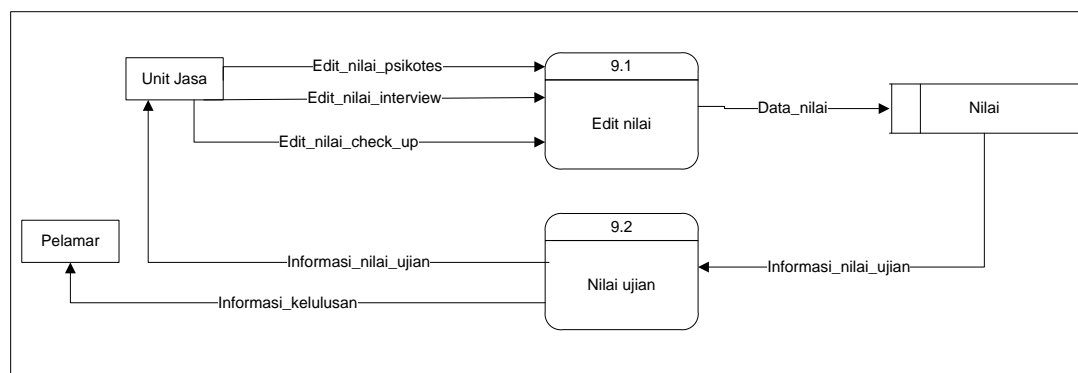 Unit Jasa
Edit_nilai_psikotes
Edit_nilai_interview
Edit_nilai_check_up
9.1
Edit nilai
Data_nilai
Nilai
Pelamar
Informasi_nilai_ujian
Informasi_kelulusan
9.2
Nilai ujian
Informasi_nilai_ujian